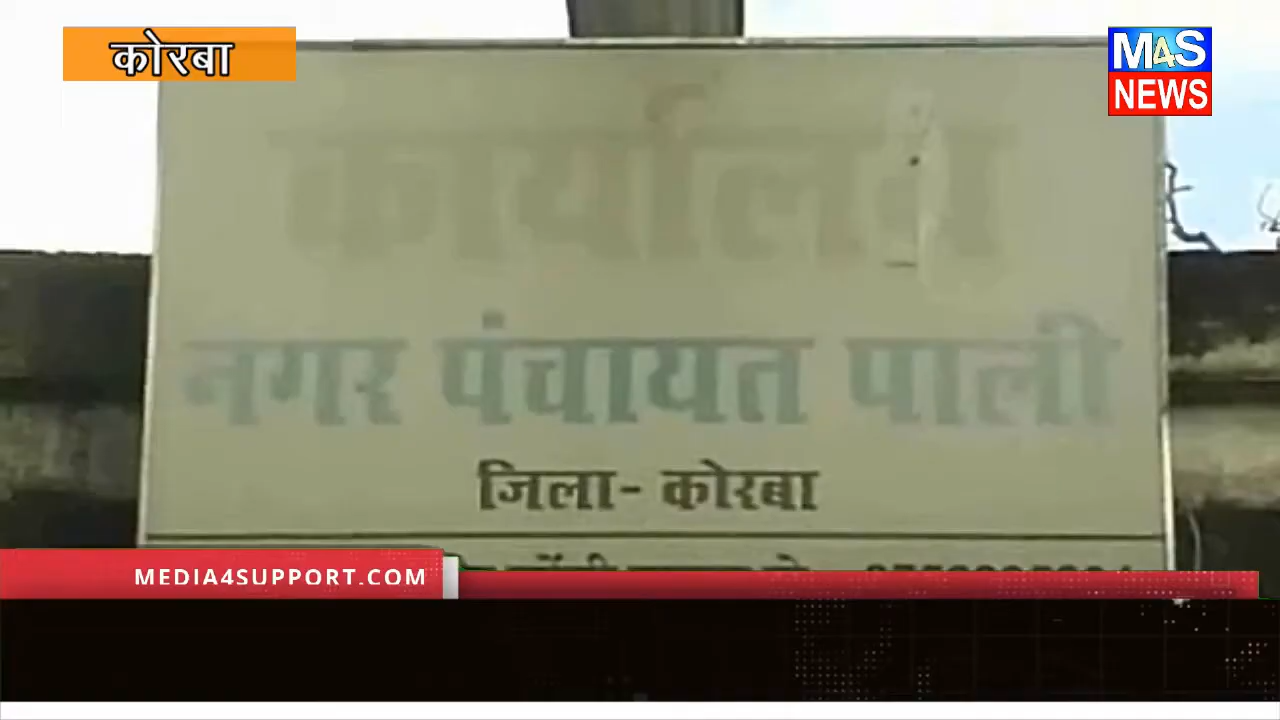 कोरबा
M4S
NEWS
कार्यालय
नगर पंचायत पाली
जिला- कोरबा
MEDIA4SUPPORT.COM